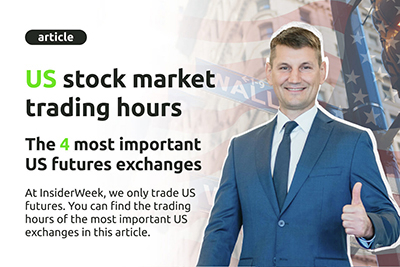 article
US stock market
trading hours
The 4 most important
US futures exchanges
At InsiderWeek, we only trade US
futures. You can find the trading
hours of the most important US
exchanges in this article.
WALL